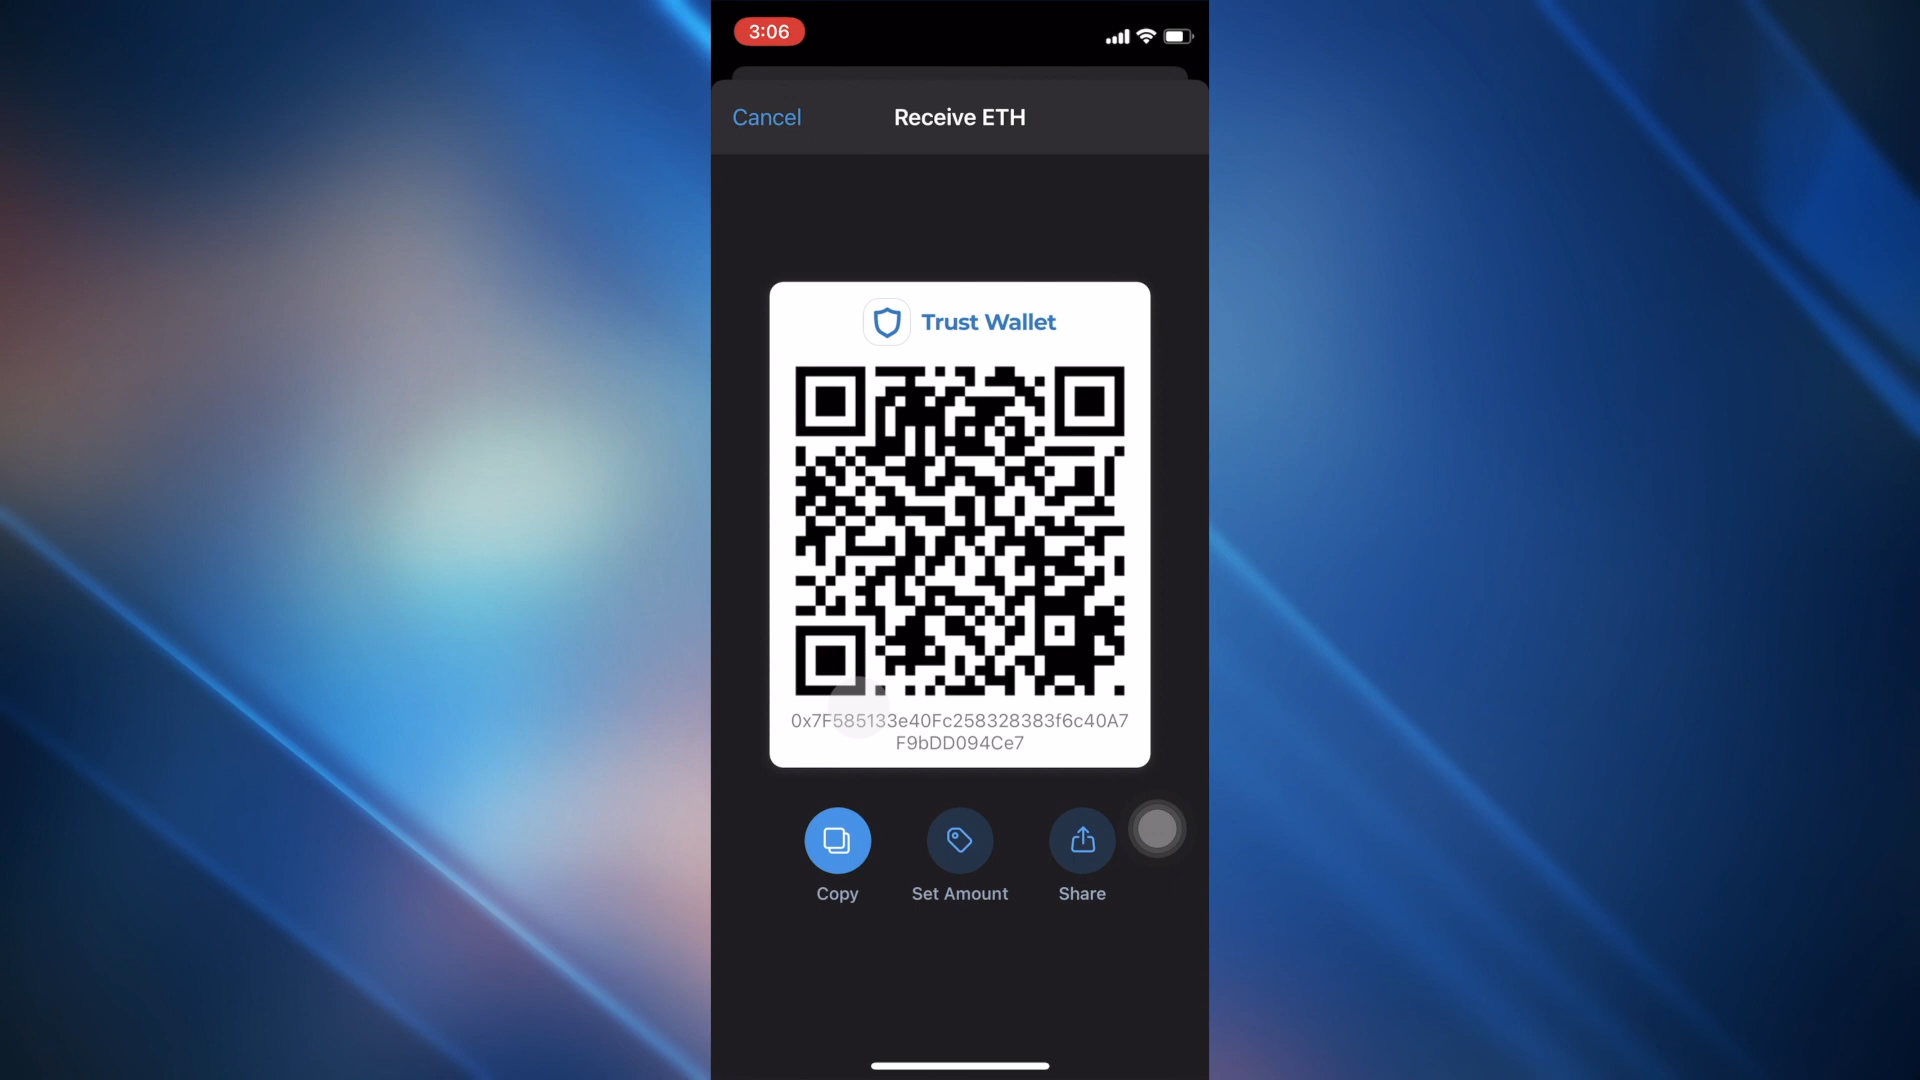 3:06
Cancel
Receive ETH
Trust Wallet
0x7F585133e40Fc258328383f6c40A7
F9bDD094Ce7
Copy
Set Amount
Share